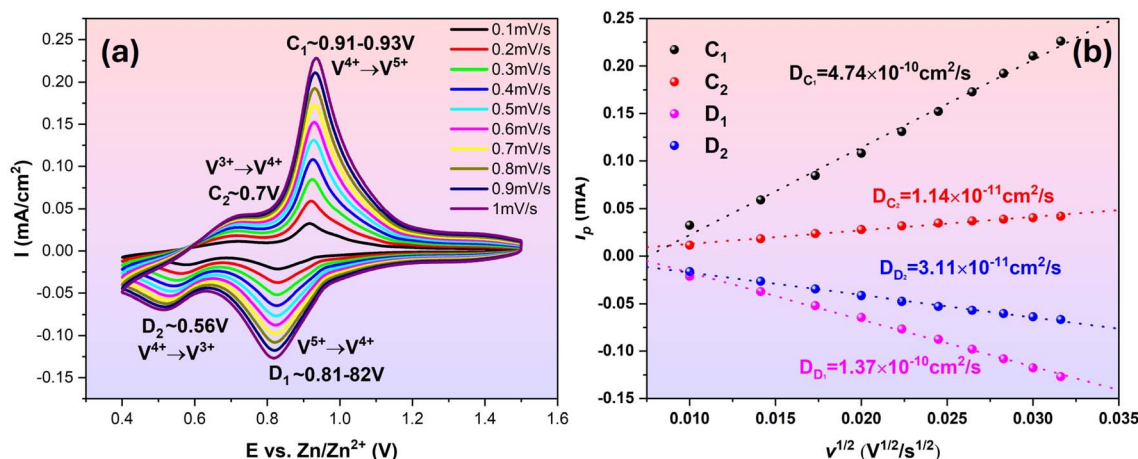 (a)
C₁~0.91-0.93V
V⁴⁺→V⁵⁺
V³⁺→V⁴⁺
C₂~0.7V
D₂~0.56V
V⁴⁺→V³⁺
V⁵⁺→V⁴⁺
D₁~0.81-82V
0.1mV/s
0.2mV/s
0.3mV/s
0.4mV/s
0.5mV/s
0.6mV/s
0.7mV/s
0.8mV/s
0.9mV/s
1mV/s
I (mA/cm²)
0.25
0.20
0.15
0.10
0.05
0.00
-0.05
-0.10
-0.15
0.4 0.6 0.8 1.0 1.2 1.4 1.6
E vs. Zn/Zn²⁺ (V)
(b)
C₁
C₂
D₁
D₂
D_C₁=4.74×10⁻¹⁰cm²/s
D_C₂=1.14×10⁻¹¹cm²/s
D_D₂=3.11×10⁻¹¹cm²/s
D_D₁=1.37×10⁻¹⁰cm²/s
I_p (mA)
0.25
0.20
0.15
0.10
0.05
0.00
-0.05
-0.10
-0.15
0.010 0.015 0.020 0.025 0.030 0.035
v¹/² (V¹/²/s¹/²)